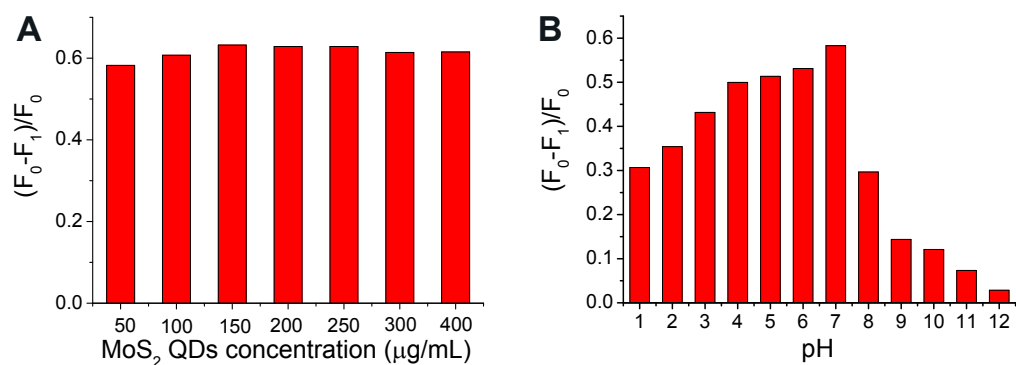 A
(F₀-F₁)/F₀
0.6
0.4
0.2
0.0
50 100 150 200 250 300 400
MoS₂ QDs concentration (μg/mL)
B
(F₀-F₁)/F₀
0.6
0.5
0.4
0.3
0.2
0.1
0.0
1 2 3 4 5 6 7 8 9 10 11 12
pH